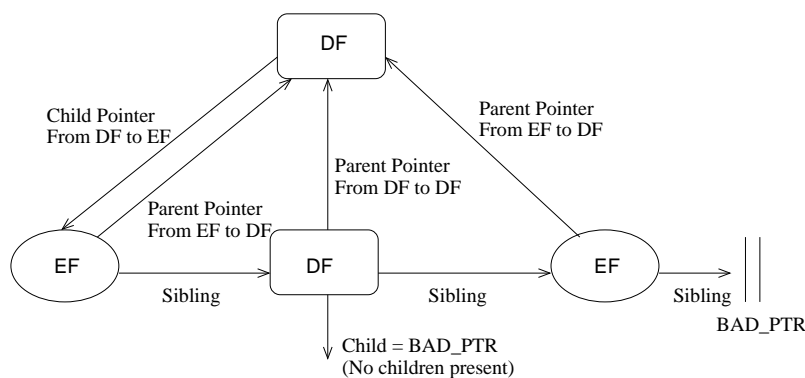 DF
Child Pointer
From DF to EF
Parent Pointer
From EF to DF
Parent Pointer
From DF to DF
Parent Pointer
From EF to DF
EF
DF
EF
Sibling
Sibling
Sibling
BAD_PTR
Child = BAD_PTR
(No children present)